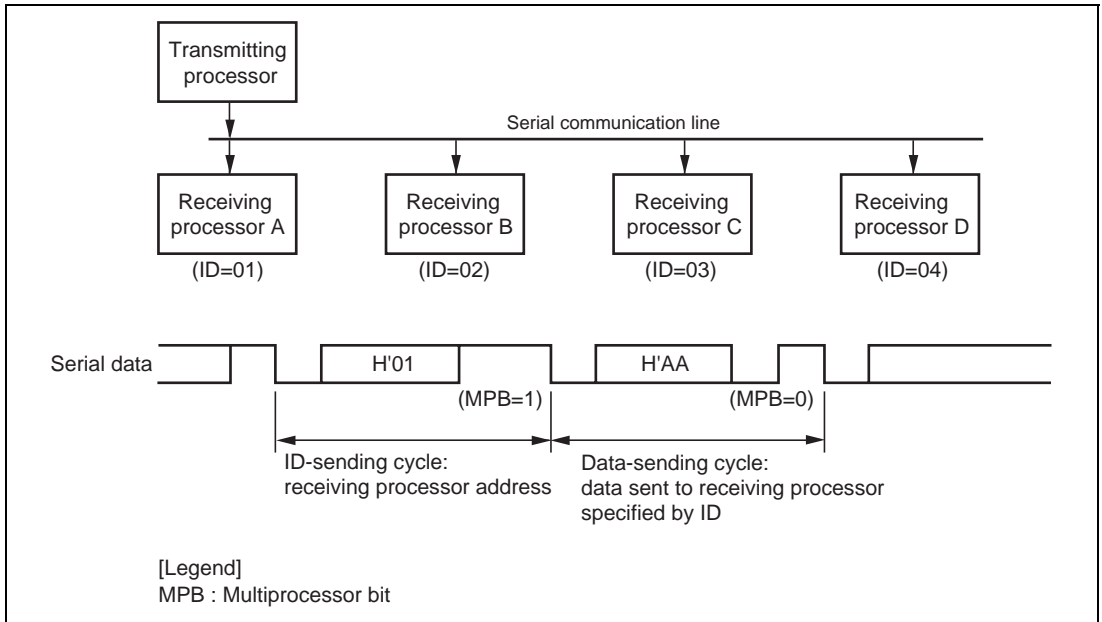 Transmitting
processor
Serial communication line
Receiving
processor A
Receiving
processor B
Receiving
processor C
Receiving
processor D
(ID=01)
(ID=02)
(ID=03)
(ID=04)
Serial data
H'01
H'AA
(MPB=1)
(MPB=0)
ID-sending cycle:
receiving processor address
Data-sending cycle:
data sent to receiving processor
specified by ID
[Legend]
MPB : Multiprocessor bit